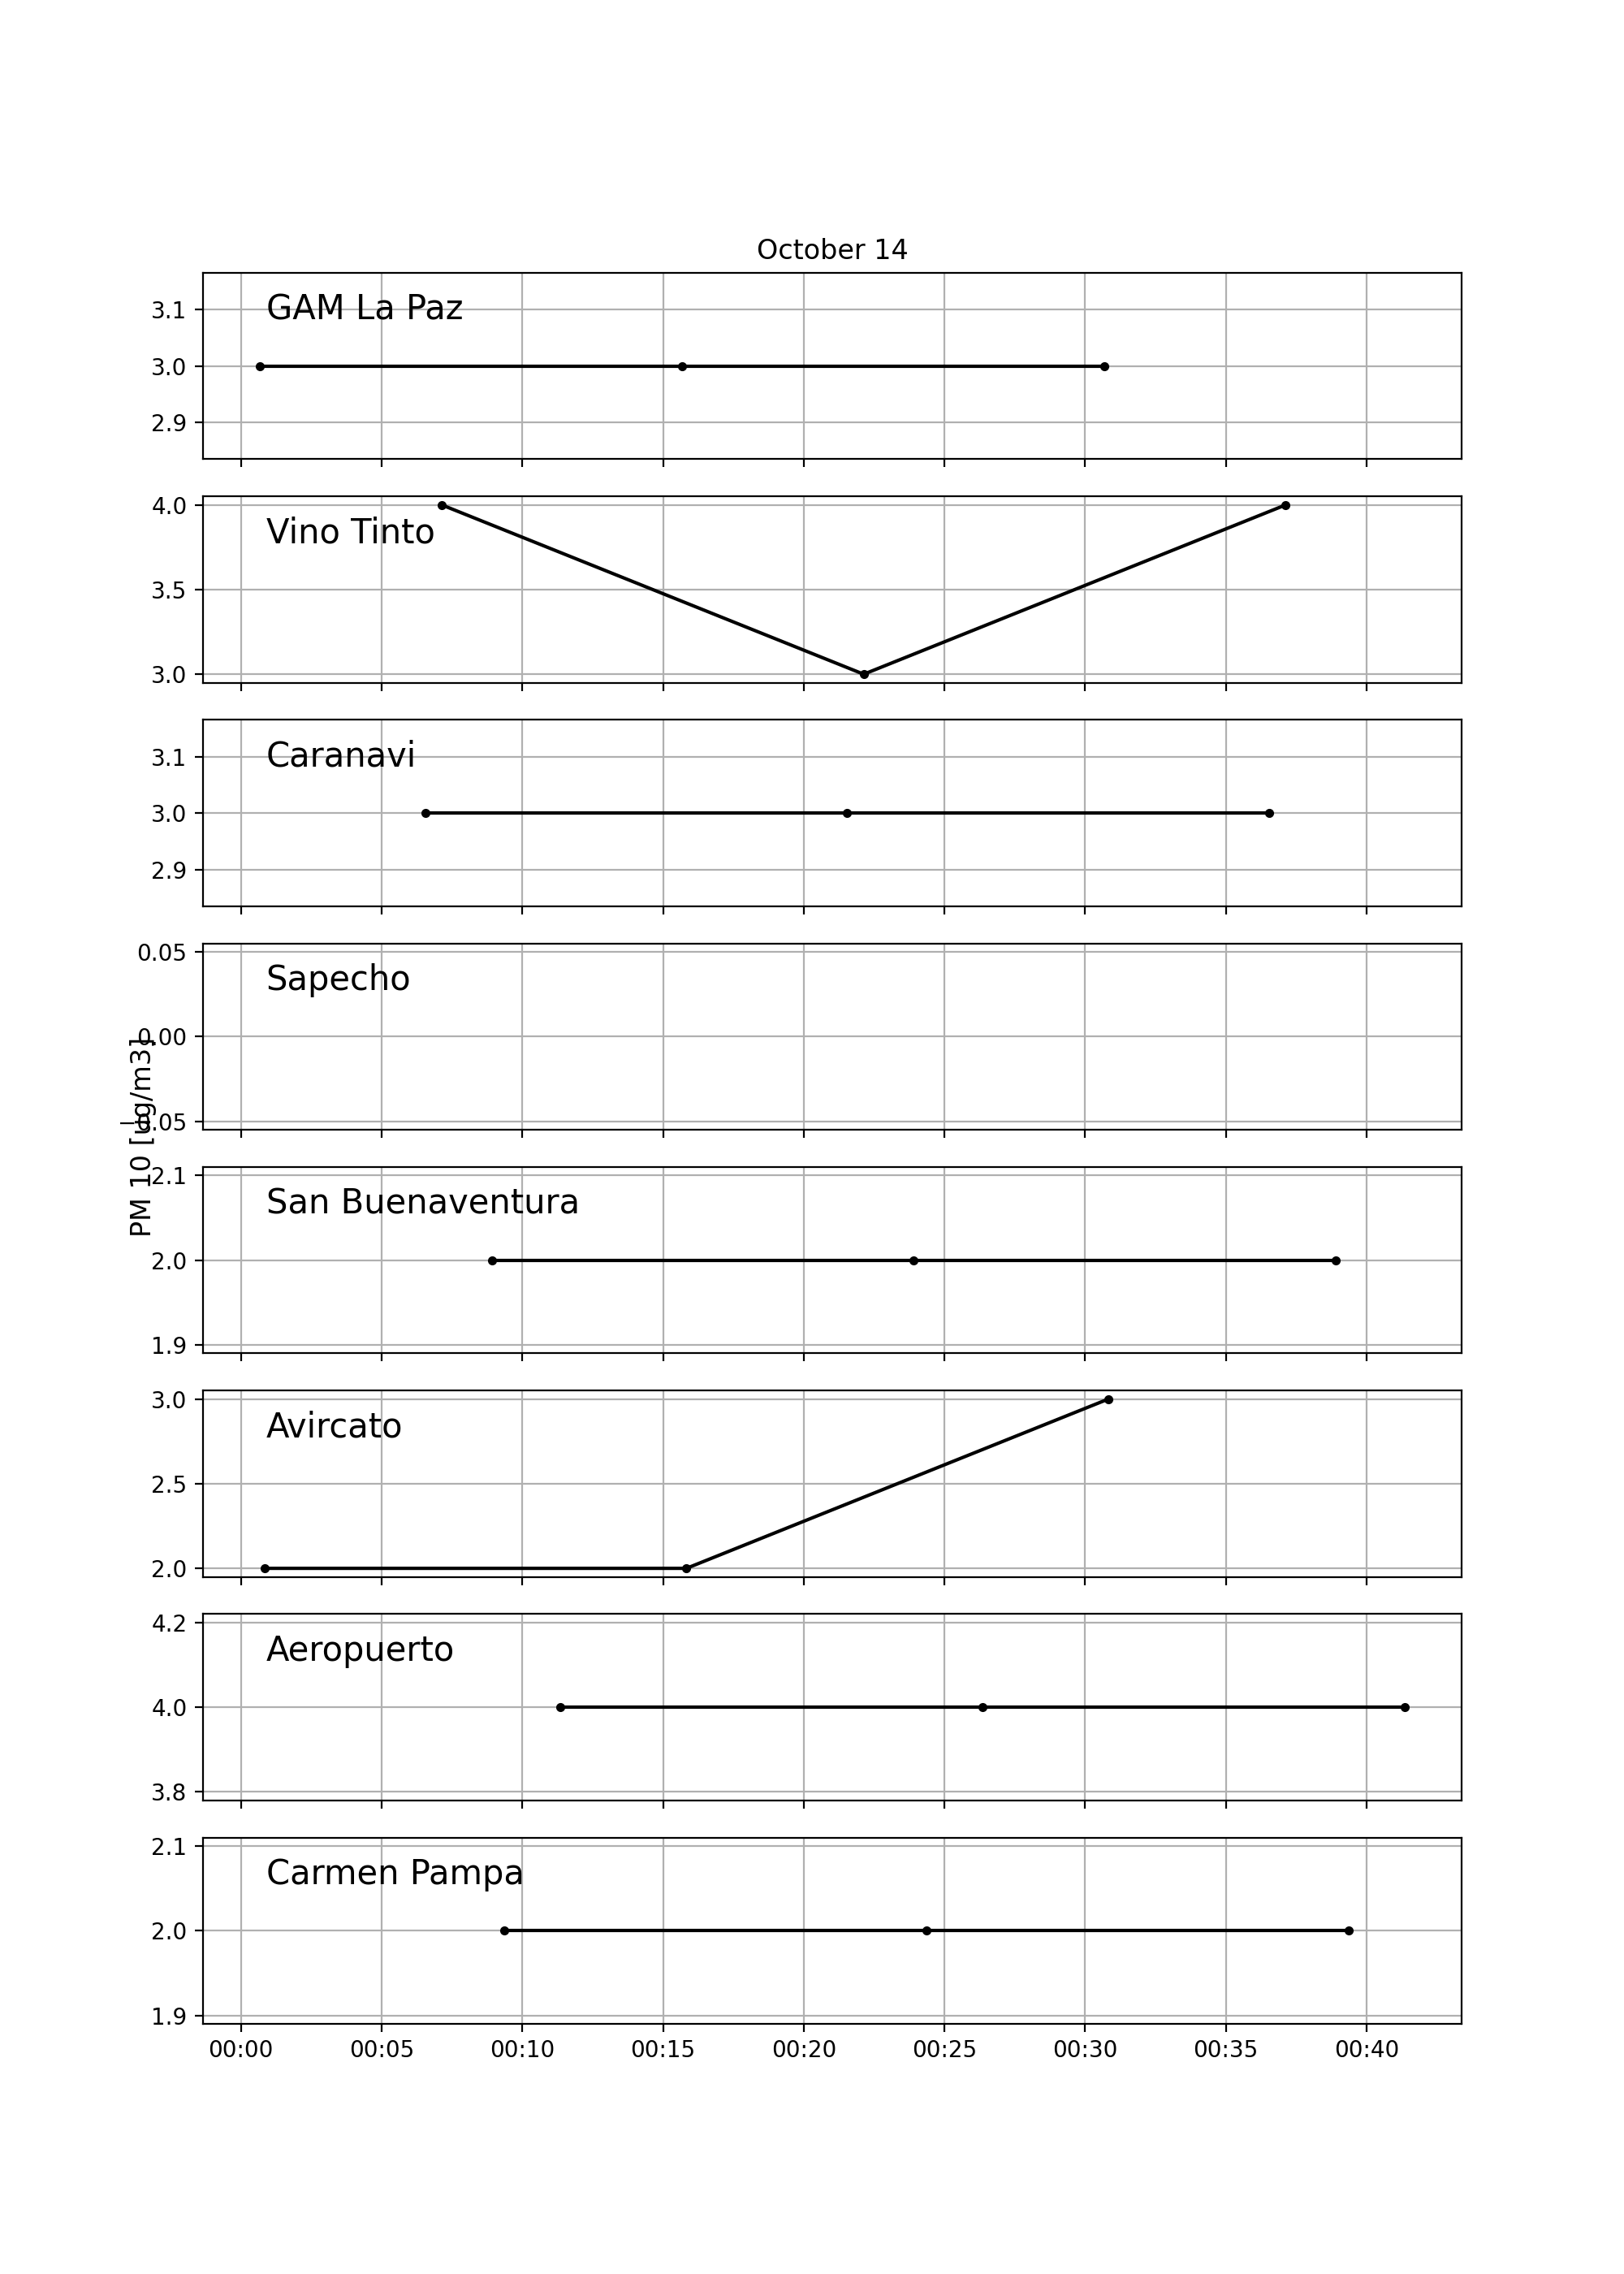 October 14
GAM La Paz
3.1
3.0
2.9
Vino Tinto
4.0
3.5
3.0
Caranavi
3.1
3.0
2.9
Sapecho
0.05
0.00
−0.05
PM 10 [ug/m3]
San Buenaventura
2.1
2.0
1.9
Avircato
3.0
2.5
2.0
Aeropuerto
4.2
4.0
3.8
Carmen Pampa
2.1
2.0
1.9
00:00 00:05 00:10 00:15 00:20 00:25 00:30 00:35 00:40